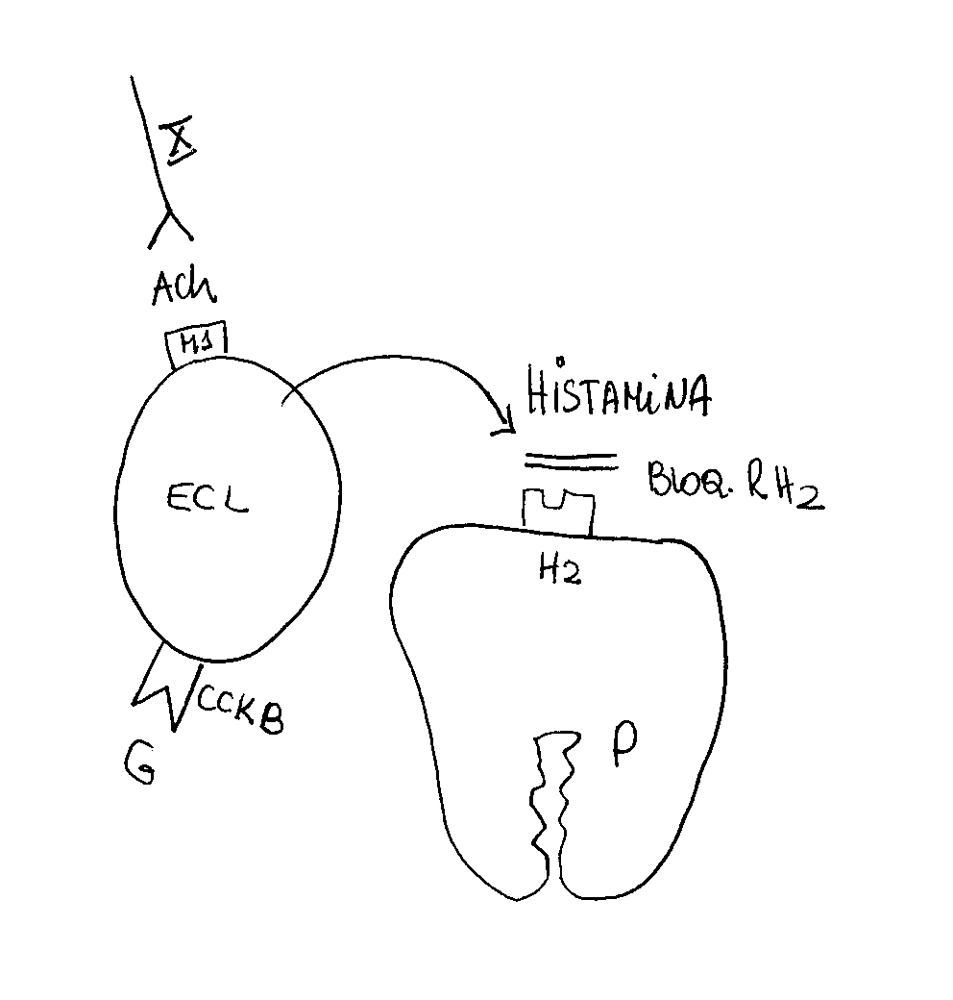 X
Ach
M1
HISTAMINA
BLOQ. RH2
ECL
H2
CCKB
G
P